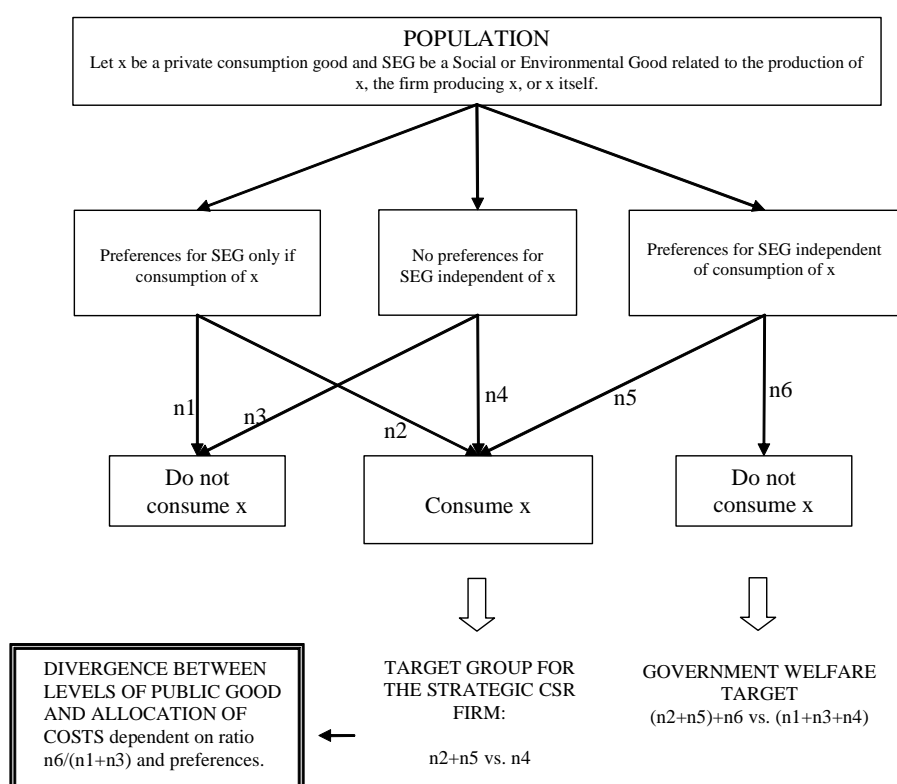 POPULATION
Let x be a private consumption good and SEG be a Social or Environmental Good related to the production of
x, the firm producing x, or x itself.
Preferences for SEG only if
consumption of x
No preferences for
SEG independent of x
Preferences for SEG independent
of consumption of x
n1
n3
n2
n4
n5
n6
Do not
consume x
Consume x
Do not
consume x
DIVERGENCE BETWEEN
LEVELS OF PUBLIC GOOD
AND ALLOCATION OF
COSTS dependent on ratio
n6/(n1+n3) and preferences.
TARGET GROUP FOR
THE STRATEGIC CSR
FIRM:
n2+n5 vs. n4
GOVERNMENT WELFARE
TARGET
(n2+n5)+n6 vs. (n1+n3+n4)